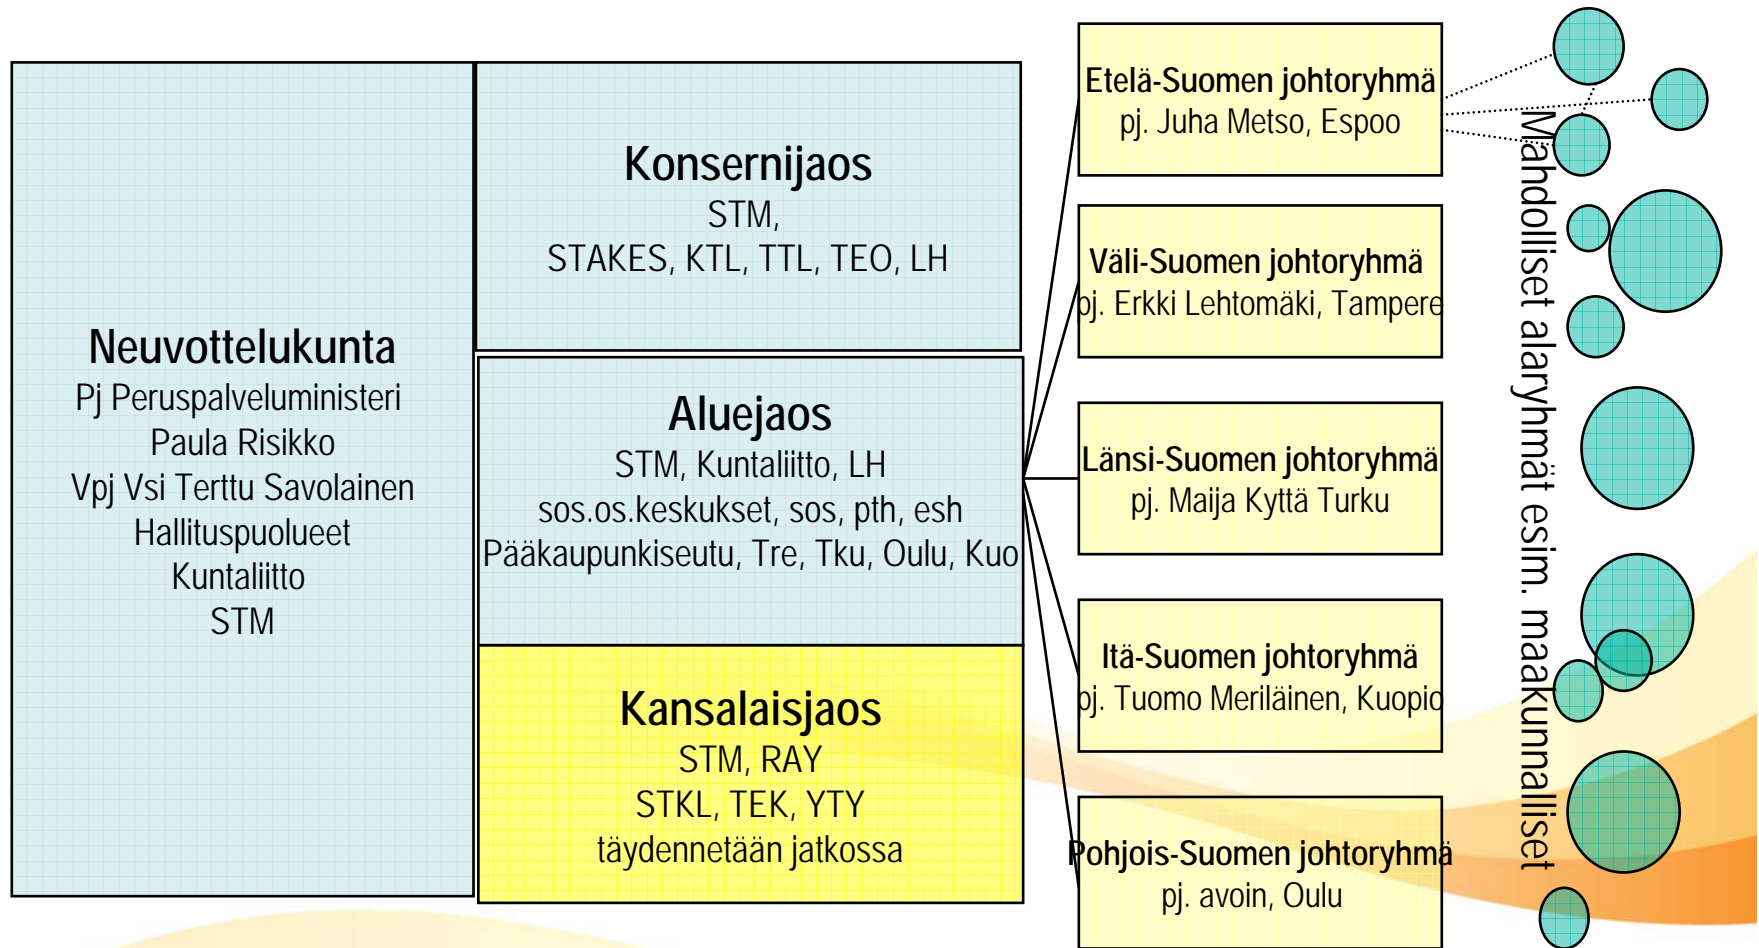 Neuvottelukunta
Pj Peruspalveluministeri
Paula Risikko
Vpj Vsi Terttu Savolainen
Hallituspuolueet
Kuntaliitto
STM
Konsernijaos
STM,
STAKES, KTL, TTL, TEO, LH
Aluejaos
STM, Kuntaliitto, LH
sos.os.keskukset, sos, pth, esh
Pääkaupunkiseutu, Tre, Tku, Oulu, Kuo
Kansalaisjaos
STM, RAY
STKL, TEK, YTY
täydennetään jatkossa
Etelä-Suomen johtoryhmä
pj. Juha Metso, Espoo
Väli-Suomen johtoryhmä
pj. Erkki Lehtomäki, Tampere
Länsi-Suomen johtoryhmä
pj. Maija Kyttä Turku
Itä-Suomen johtoryhmä
pj. Tuomo Meriläinen, Kuopio
Pohjois-Suomen johtoryhmä
pj. avoin, Oulu
Mahdolliset alaryhmät esim. maakunnalliset